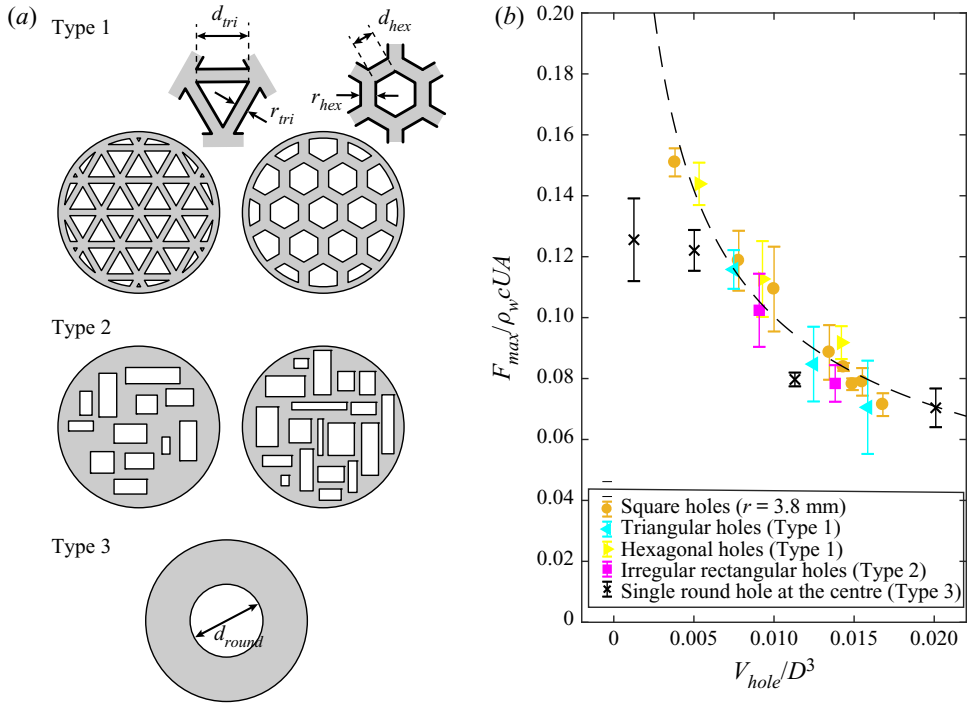 (a)
Type 1
d_tri
d_hex
r_tri
r_hex
Type 2
Type 3
d_round
(b)
0.20
0.18
0.16
0.14
0.12
0.10
0.08
0.06
0.04
0.02
0
F_max/ρ_w cUA
Square holes (r = 3.8 mm)
Triangular holes (Type 1)
Hexagonal holes (Type 1)
Irregular rectangular holes (Type 2)
Single round hole at the centre (Type 3)
0 0.005 0.010 0.015 0.020
V_hole/D³